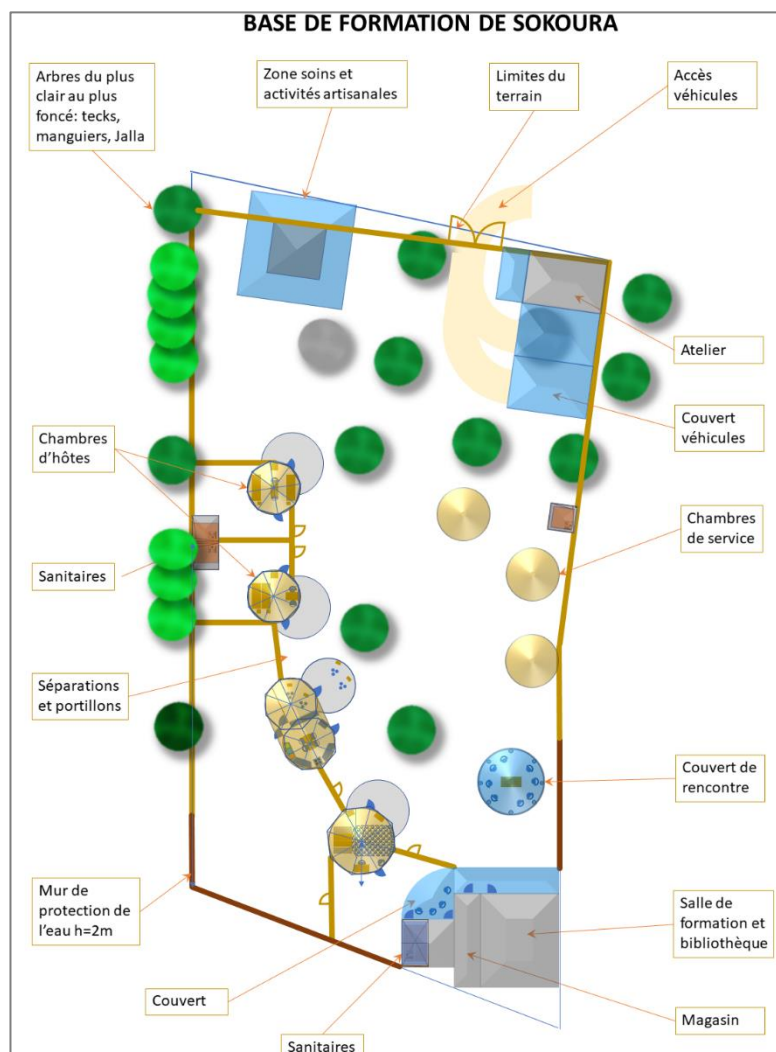 BASE DE FORMATION DE SOKOURA
Arbres du plus
clair au plus
foncé: tecks,
manguiers, Jalla
Zone soins et
activités artisanales
Limites du
terrain
Accès
véhicules
Atelier
Couvert
véhicules
Chambres
d’hôtes
Chambres
de service
Sanitaires
Séparations
et portillons
Couvert de
rencontre
Mur de
protection de
l’eau h=2m
Salle de
formation et
bibliothèque
Couvert
Magasin
Sanitaires